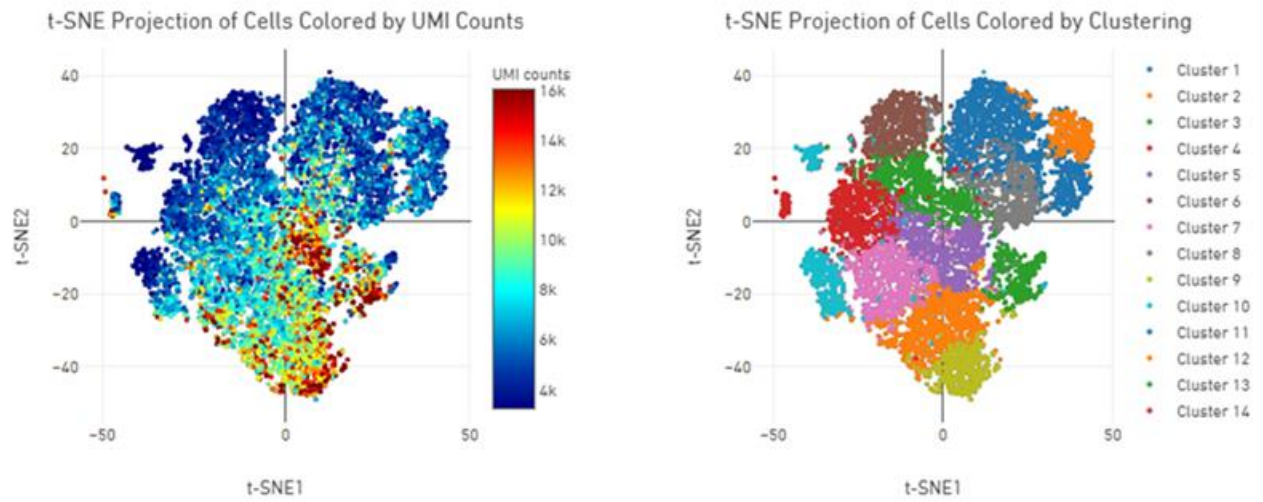 t-SNE Projection of Cells Colored by UMI Counts
UMI counts
16k
14k
12k
10k
8k
6k
4k
40
20
0
−20
−40
−50
0
50
t-SNE2
t-SNE1
t-SNE Projection of Cells Colored by Clustering
40
20
0
−20
−40
−50
0
50
t-SNE2
t-SNE1
Cluster 1
Cluster 2
Cluster 3
Cluster 4
Cluster 5
Cluster 6
Cluster 7
Cluster 8
Cluster 9
Cluster 10
Cluster 11
Cluster 12
Cluster 13
Cluster 14